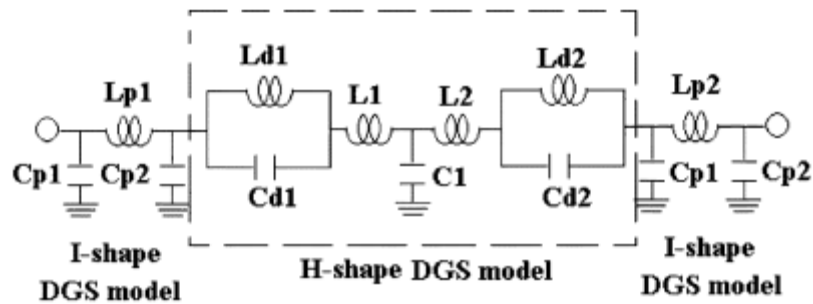 Ld1
Ld2
Lp1
L1
L2
Lp2
Cp1
Cp2
Cd1
C1
Cd2
Cp1
Cp2
I-shape
DGS model
H-shape DGS model
I-shape
DGS model